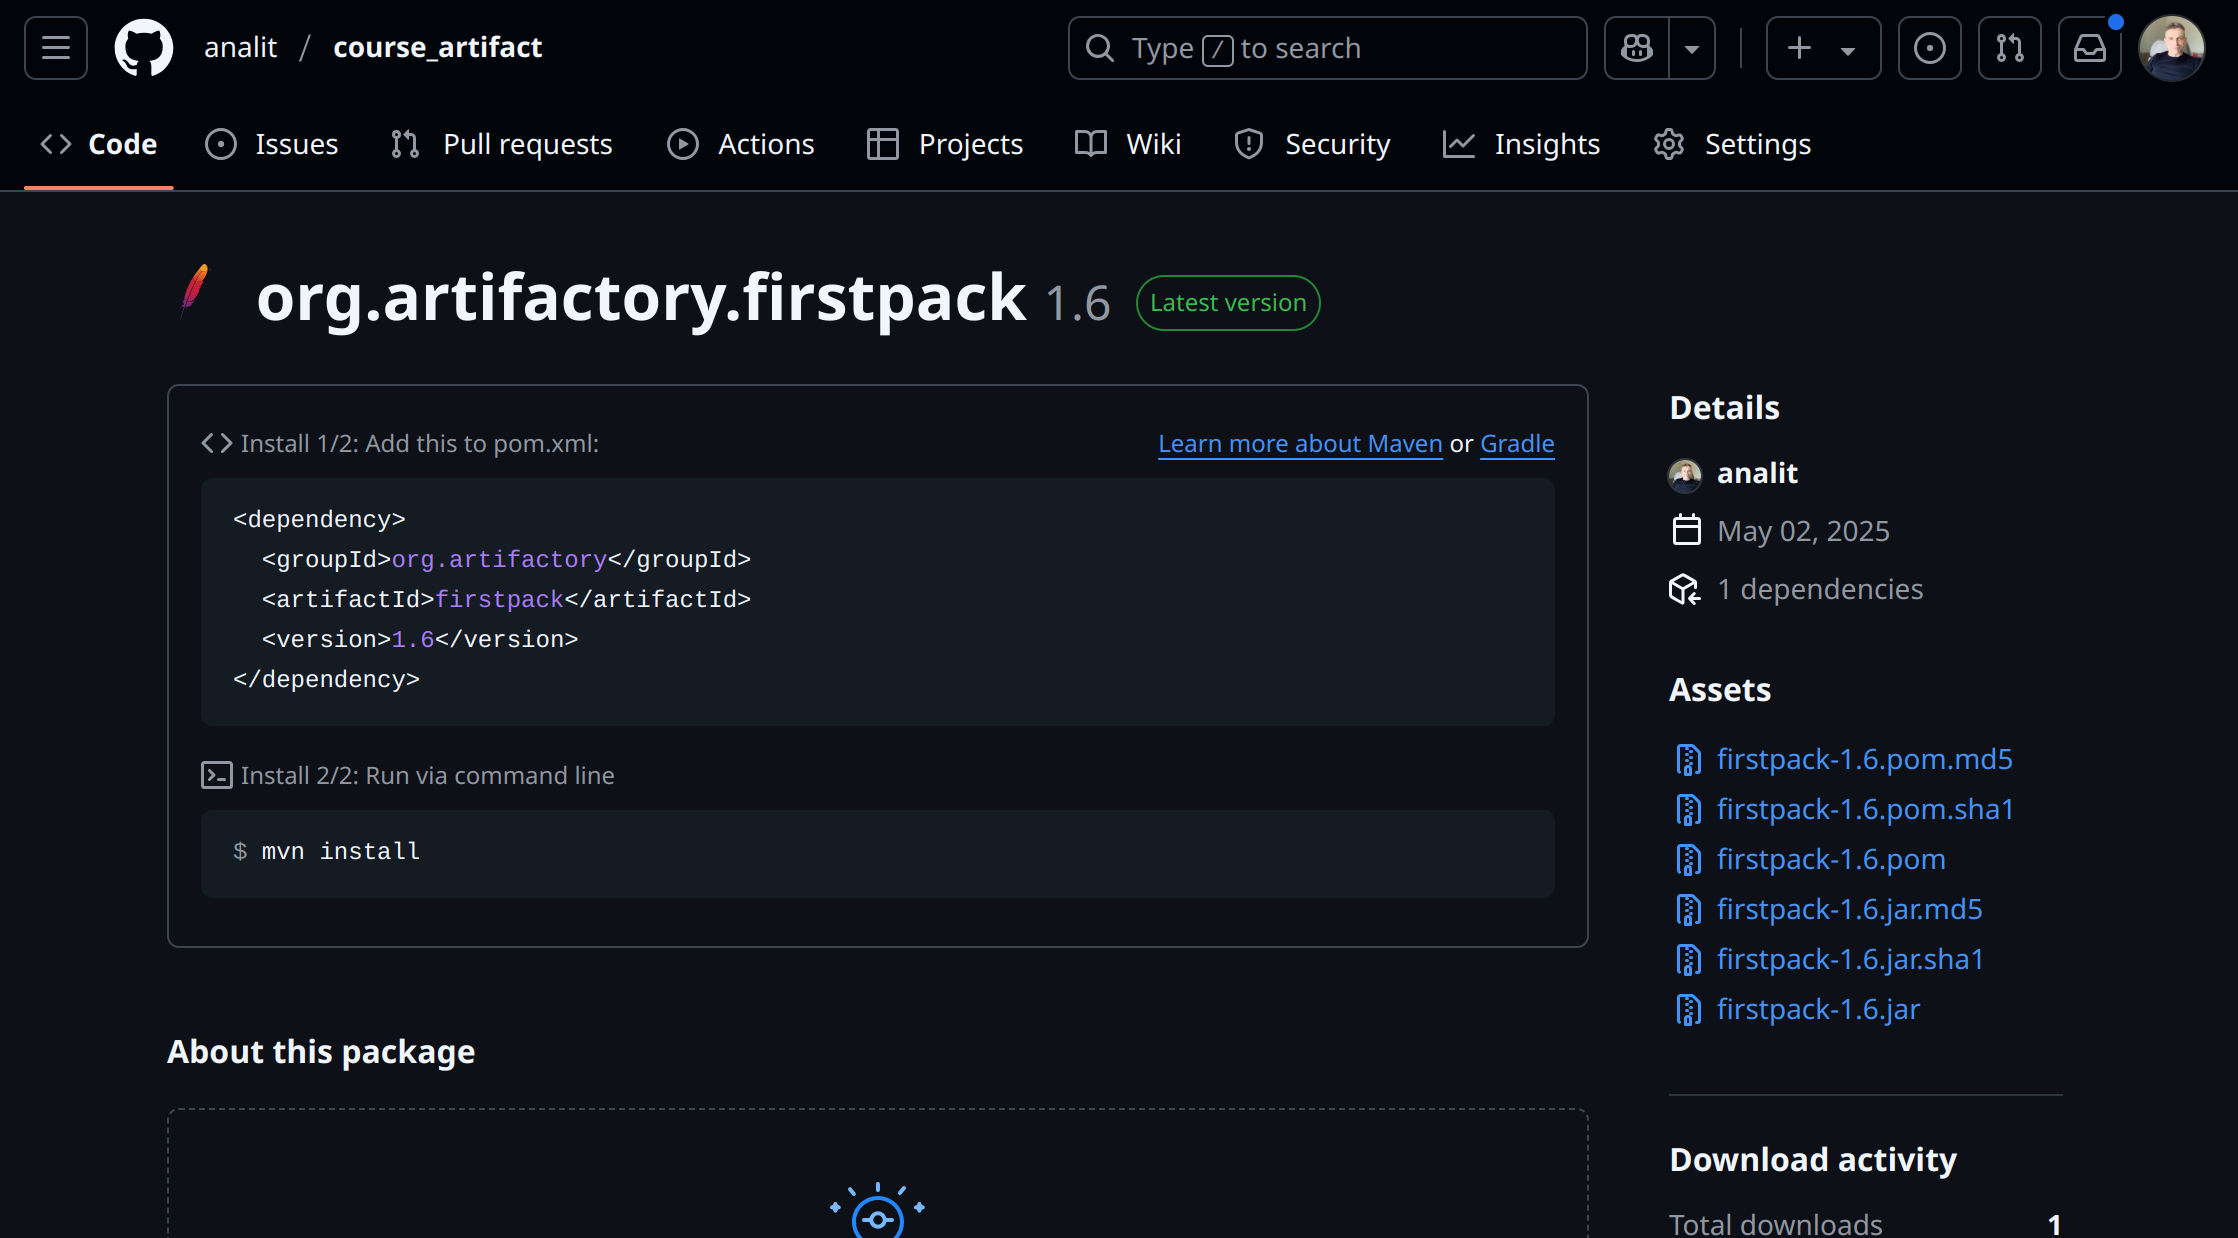 analit / course_artifact
Type / to search
Code
Issues
Pull requests
Actions
Projects
Wiki
Security
Insights
Settings
org.artifactory.firstpack 1.6 Latest version
Install 1/2: Add this to pom.xml:
Learn more about Maven or Gradle
<dependency>
  <groupId>org.artifactory</groupId>
  <artifactId>firstpack</artifactId>
  <version>1.6</version>
</dependency>
Install 2/2: Run via command line
$ mvn install
About this package
Details
analit
May 02, 2025
1 dependencies
Assets
firstpack-1.6.pom.md5
firstpack-1.6.pom.sha1
firstpack-1.6.pom
firstpack-1.6.jar.md5
firstpack-1.6.jar.sha1
firstpack-1.6.jar
Download activity
Total downloads 1